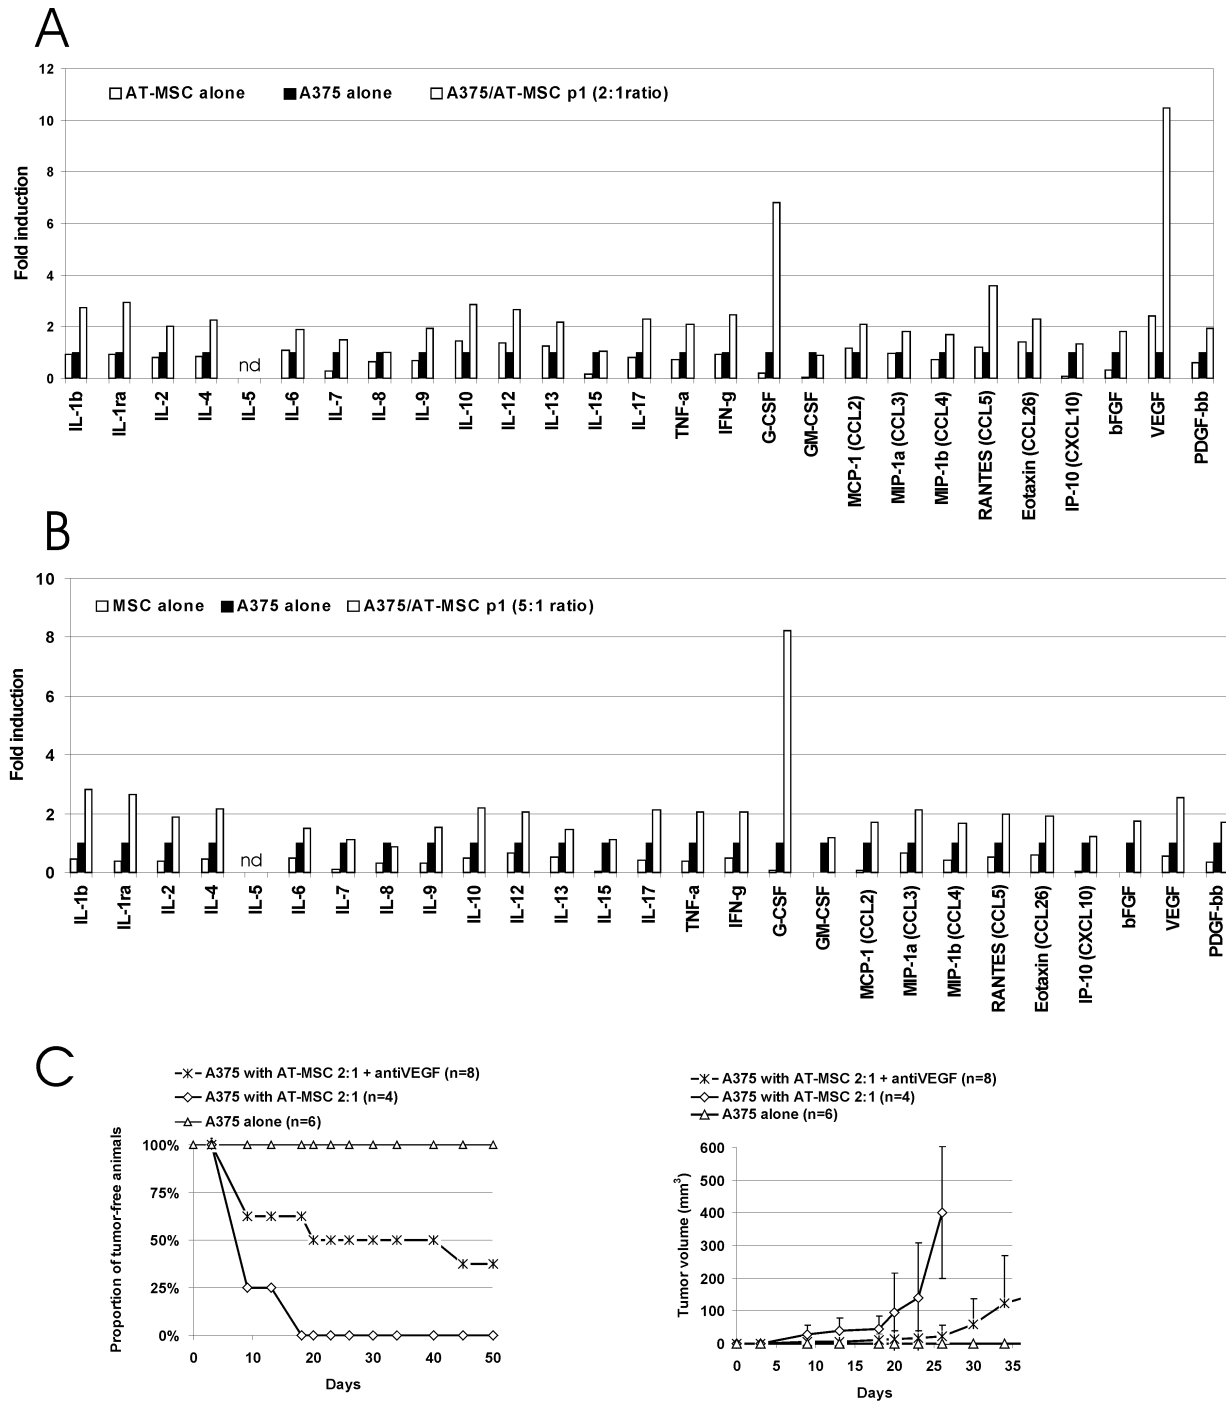 A
12
10
8
6
4
2
0
Fold induction
AT-MSC alone
A375 alone
A375/AT-MSC p1 (2:1ratio)
nd
IL-1b
IL-1ra
IL-2
IL-4
IL-5
IL-6
IL-7
IL-8
IL-9
IL-10
IL-12
IL-13
IL-15
IL-17
TNF-a
IFN-g
G-CSF
GM-CSF
MCP-1 (CCL2)
MIP-1a (CCL3)
MIP-1b (CCL4)
RANTES (CCL5)
Eotaxin (CCL26)
IP-10 (CXCL10)
bFGF
VEGF
PDGF-bb
B
10
8
6
4
2
0
Fold induction
MSC alone
A375 alone
A375/AT-MSC p1 (5:1 ratio)
nd
IL-1b
IL-1ra
IL-2
IL-4
IL-5
IL-6
IL-7
IL-8
IL-9
IL-10
IL-12
IL-13
IL-15
IL-17
TNF-a
IFN-g
G-CSF
GM-CSF
MCP-1 (CCL2)
MIP-1a (CCL3)
MIP-1b (CCL4)
RANTES (CCL5)
Eotaxin (CCL26)
IP-10 (CXCL10)
bFGF
VEGF
PDGF-bb
C
A375 with AT-MSC 2:1 + antiVEGF (n=8)
A375 with AT-MSC 2:1 (n=4)
A375 alone (n=6)
100%
75%
50%
25%
0%
Proportion of tumor-free animals
0 10 20 30 40 50
Days
A375 with AT-MSC 2:1 + antiVEGF (n=8)
A375 with AT-MSC 2:1 (n=4)
A375 alone (n=6)
600
500
400
300
200
100
0
Tumor volume (mm3)
0 5 10 15 20 25 30 35
Days